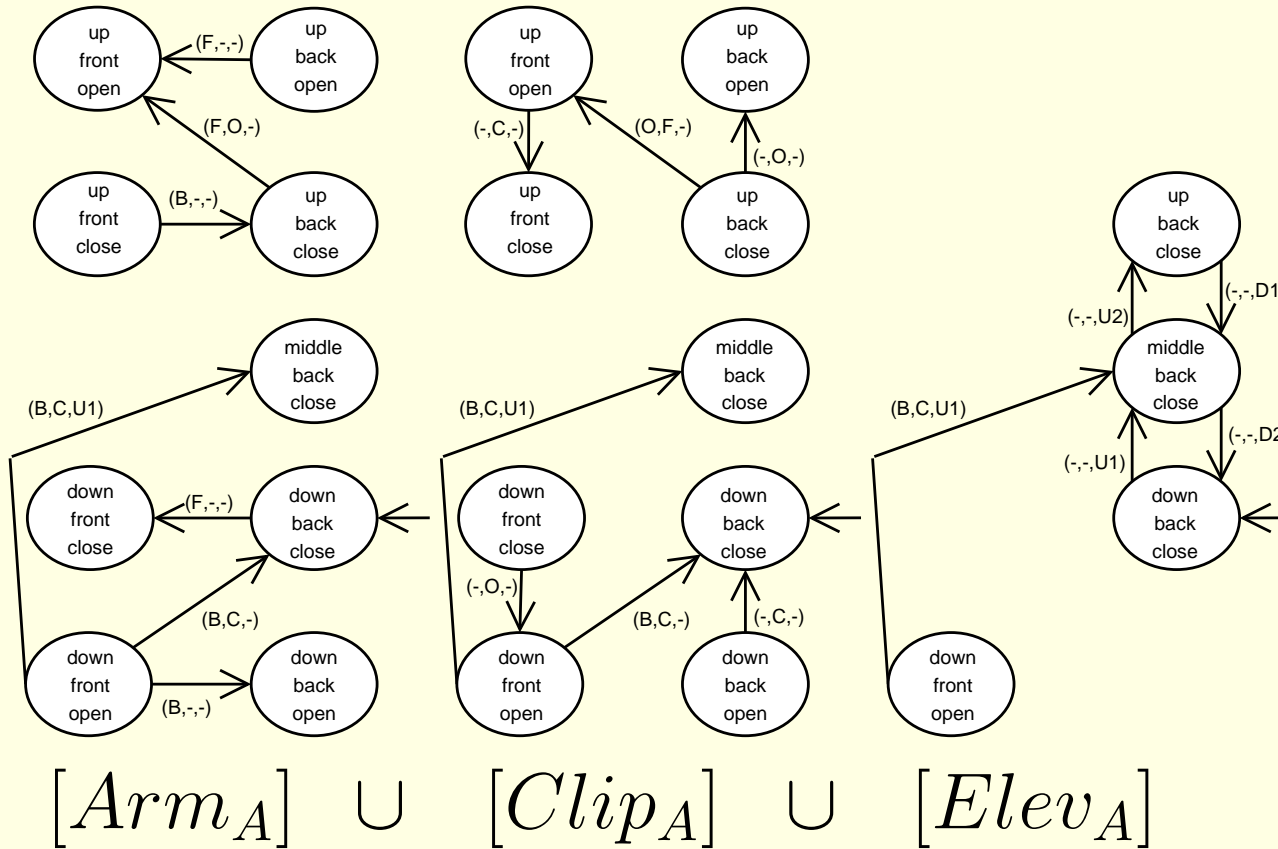 up
front
open
(F,-,-)
up
back
open
(F,O,-)
up
front
close
(B,-,-)
up
back
close
middle
back
close
(B,C,U1)
down
front
close
(F,-,-)
down
back
close
(B,C,-)
down
front
open
(B,-,-)
down
back
open
up
front
open
up
back
open
(-,C,-)
(O,F,-)
(-,O,-)
up
front
close
up
back
close
middle
back
close
(B,C,U1)
down
front
close
down
back
close
(-,O,-)
(B,C,-)
(-,C,-)
down
front
open
down
back
open
up
back
close
(-,-,U2)
(-,-,D1
middle
back
close
(B,C,U1)
(-,-,U1)
(-,-,D2
down
back
close
down
front
open
[Arm_A] ∪ [Clip_A] ∪ [Elev_A]